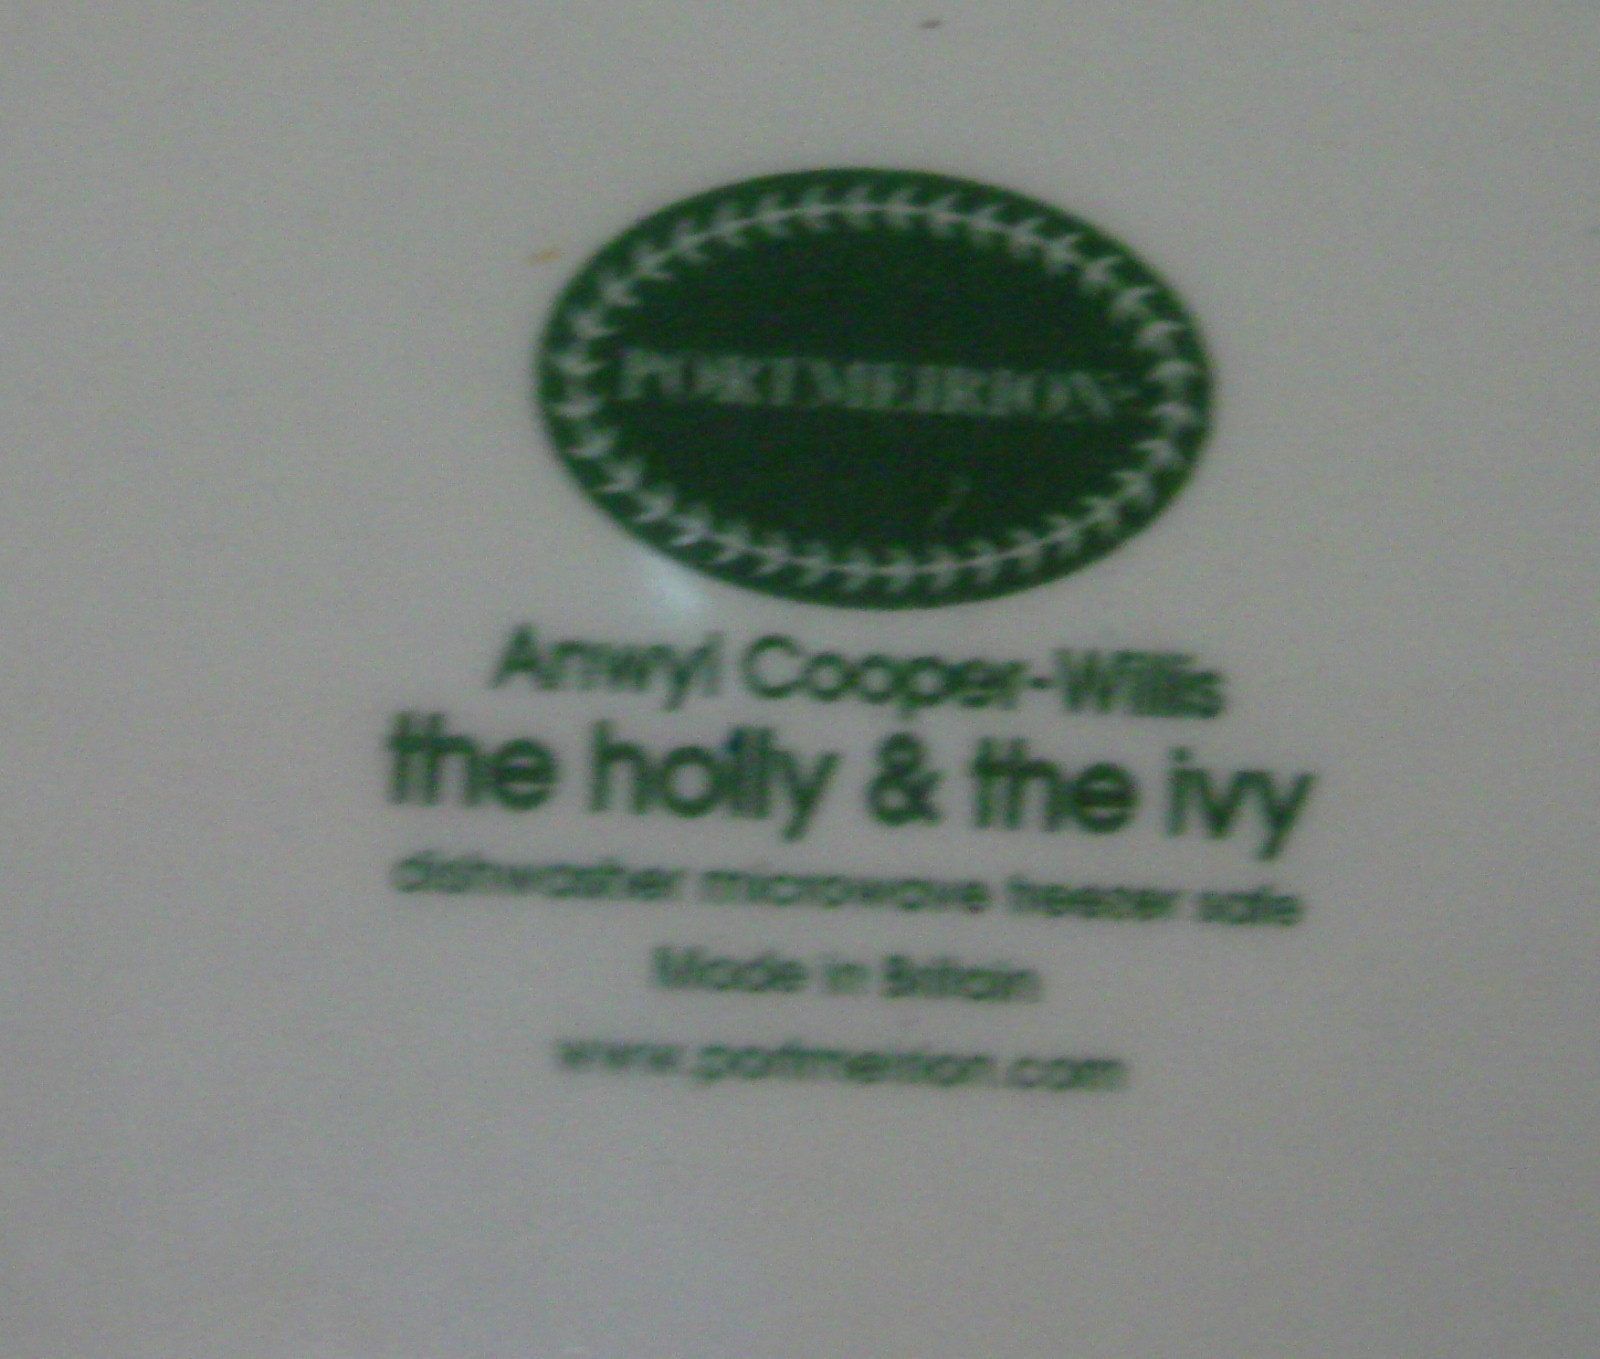 PORTMEIRION
Anwyl Cooper-Willis
the holly & the ivy
dishwasher microwave freezer safe
Made in Britain
www.portmeirion.com